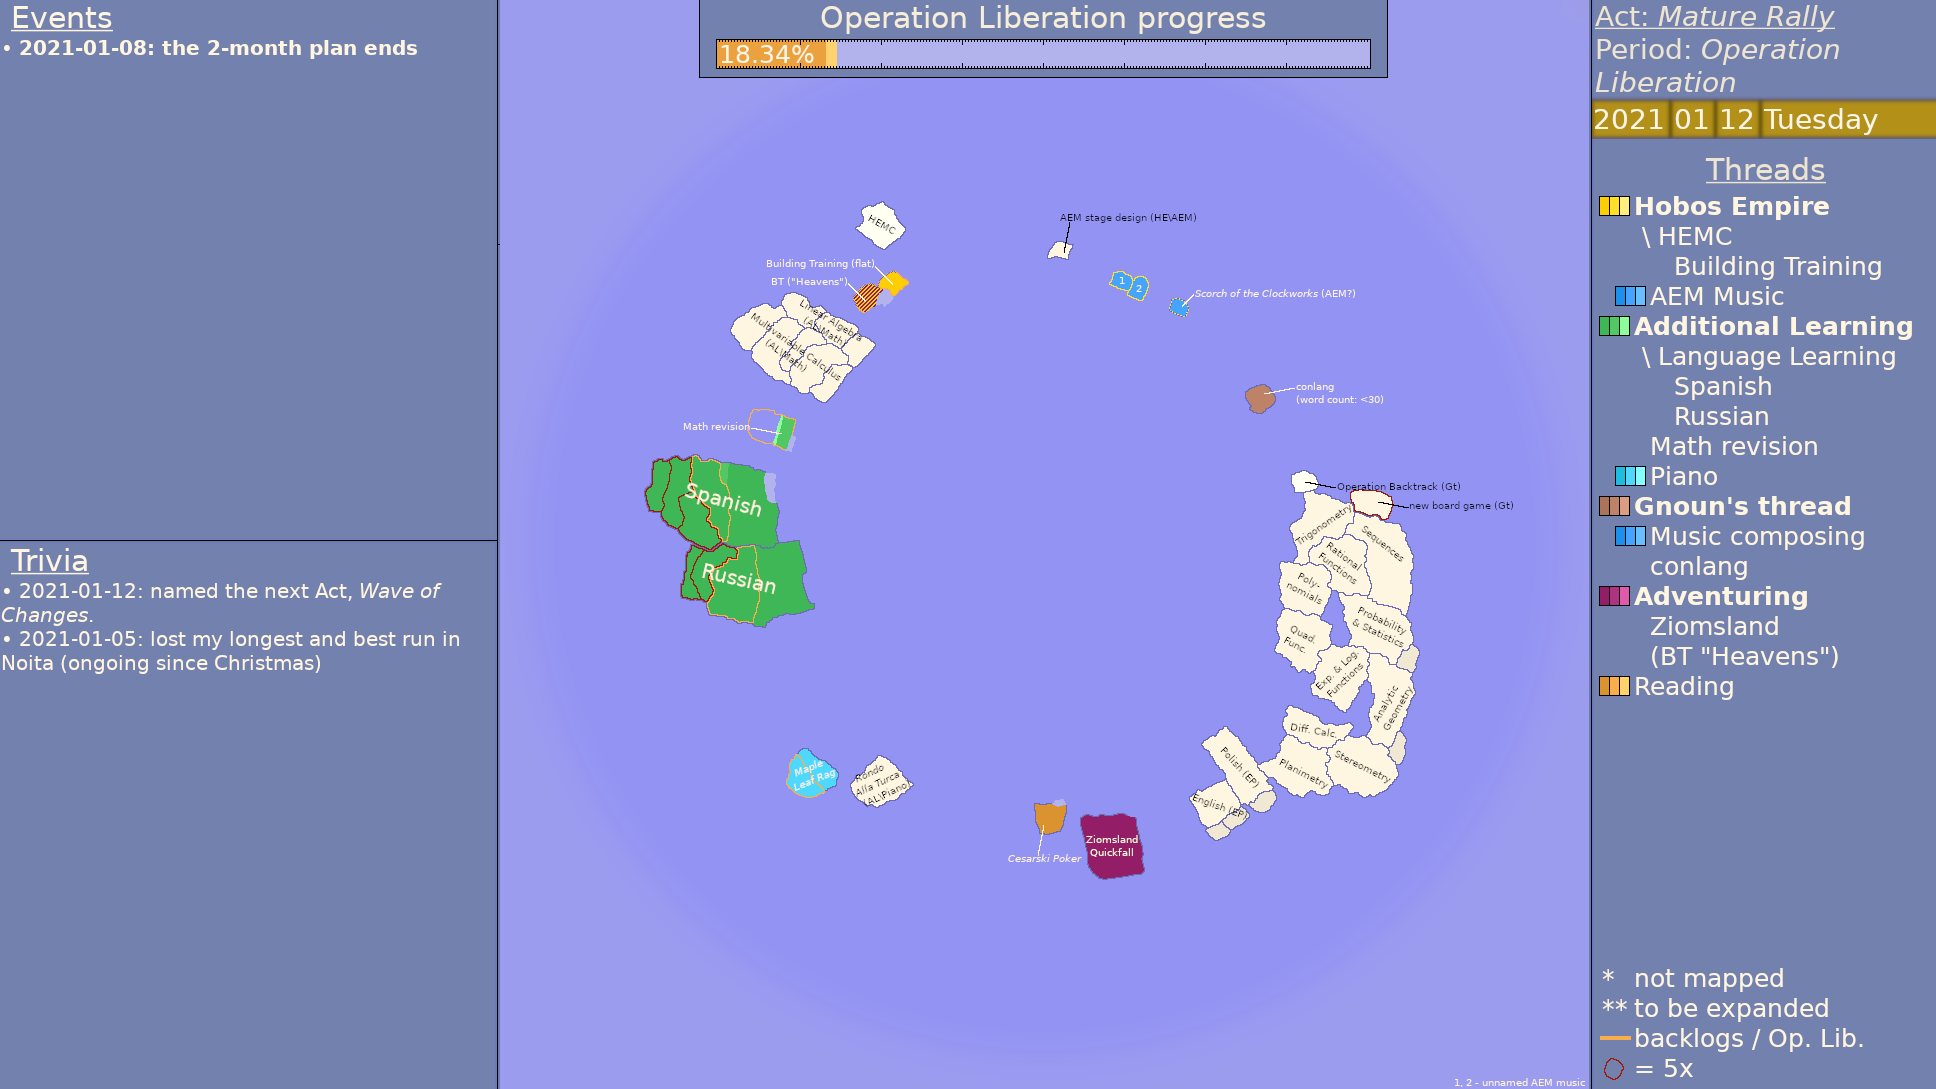 Events
• 2021-01-08: the 2-month plan ends
Trivia
• 2021-01-12: named the next Act, Wave of
Changes.
• 2021-01-05: lost my longest and best run in
Noita (ongoing since Christmas)
Operation Liberation progress
18.34%
HEMC
Building Training (flat)
BT ("Heavens")
Linear Algebra
(AL\Math)
Multivariable Calculus
(AL\Math)
Math revision
Spanish
Russian
Maple
Leaf Rag
Rondo
Alla Turca
(AL\Piano)
AEM stage design (HE\AEM)
1
2
Scorch of the Clockworks (AEM?)
conlang
(word count: <30)
Operation Backtrack (Gt)
new board game (Gt)
Trigonometry
Sequences
Rational
Functions
Poly-
nomials
Probability
& Statistics
Quad.
Func.
Exp. & Log.
Functions
Analytic
Geometry
Diff. Calc.
Planimetry
Stereometry
Polish (EP)
English (EP)
Cesarski Poker
Ziomsland
Quickfall
1, 2 - unnamed AEM music
Act: Mature Rally
Period: Operation
Liberation
2021 01 12 Tuesday
Threads
Hobos Empire
\ HEMC
Building Training
AEM Music
Additional Learning
\ Language Learning
Spanish
Russian
Math revision
Piano
Gnoun's thread
Music composing
conlang
Adventuring
Ziomsland
(BT "Heavens")
Reading
* not mapped
** to be expanded
backlogs / Op. Lib.
= 5x